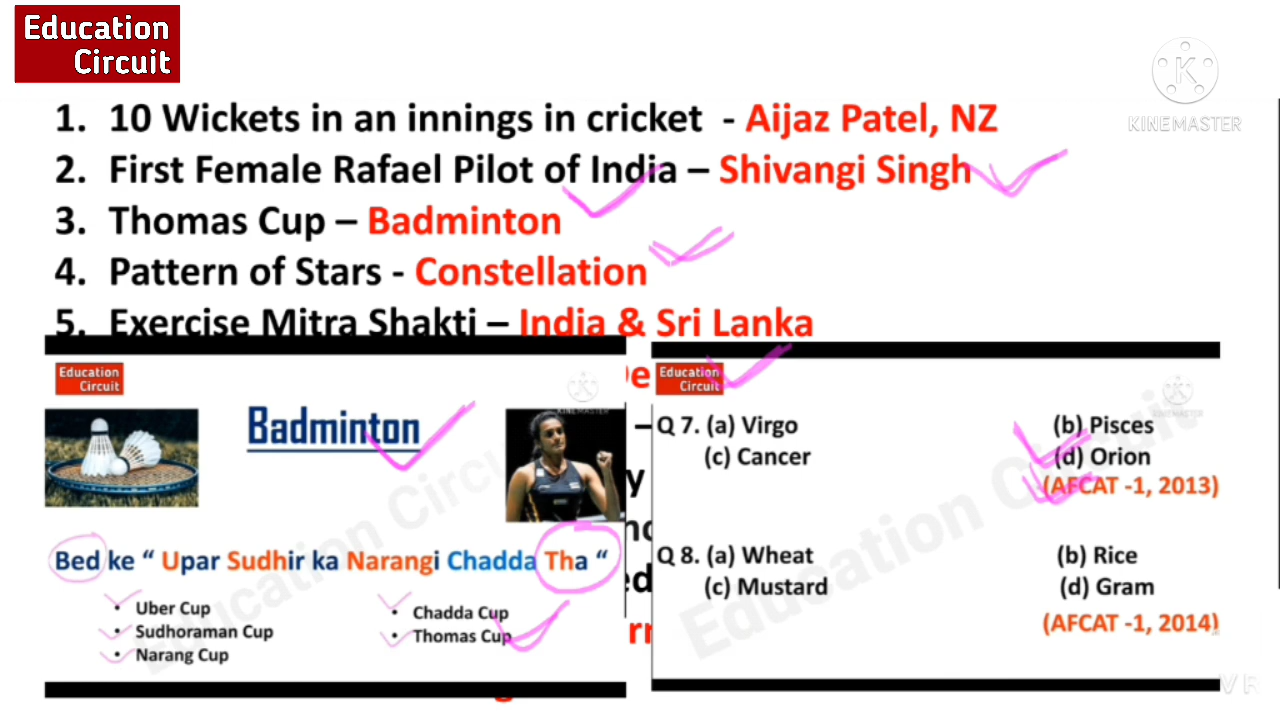 Education
Circuit
KINEMASTER
1. 10 Wickets in an innings in cricket - Aijaz Patel, NZ
2. First Female Rafael Pilot of India – Shivangi Singh
3. Thomas Cup – Badminton
4. Pattern of Stars - Constellation
5. Exercise Mitra Shakti – India & Sri Lanka
Education
Circuit
KINEMASTER
Badminton
Bed ke “ Upar Sudhir ka Narangi Chadda Tha “
• Uber Cup
• Sudhoraman Cup
• Narang Cup
• Chadda Cup
• Thomas Cup
Education
Circuit
KINEMASTER
Q 7. (a) Virgo (b) Pisces
(c) Cancer (d) Orion
(AFCAT -1, 2013)
Q 8. (a) Wheat (b) Rice
(c) Mustard (d) Gram
(AFCAT -1, 2014)
Education Circuit